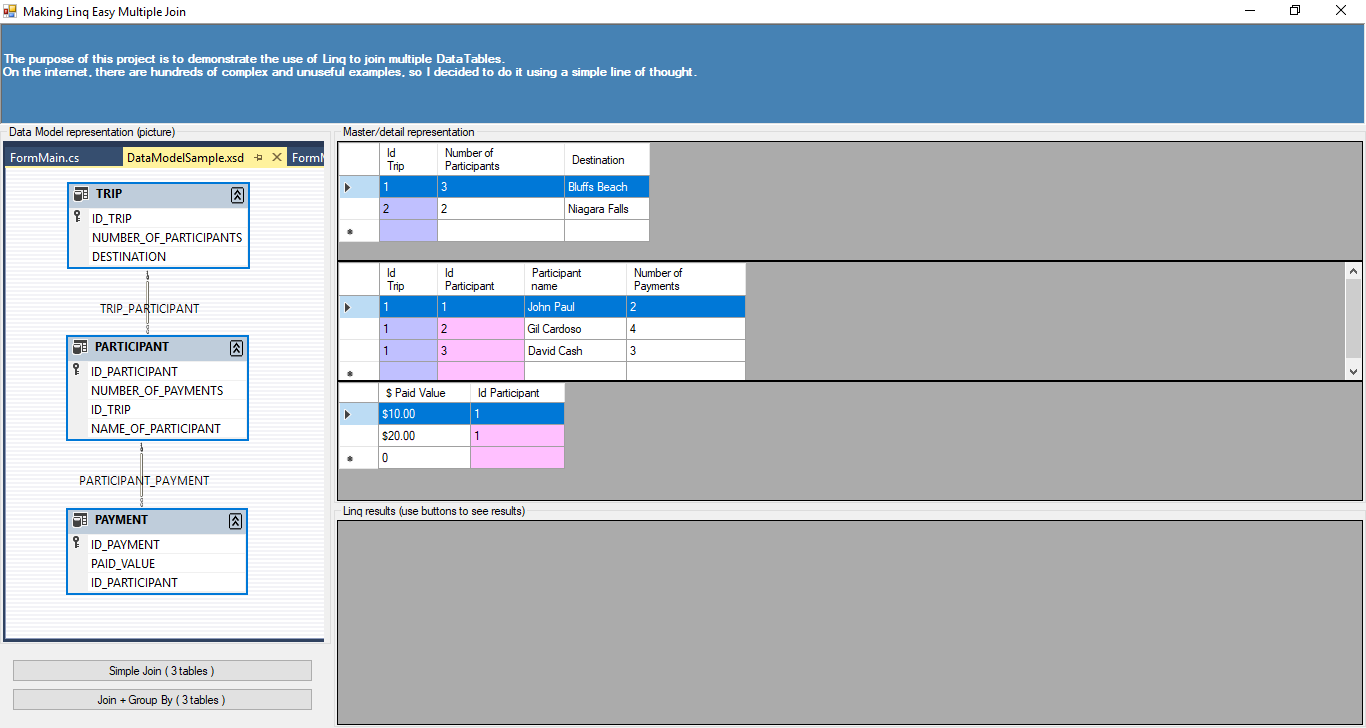 Making Linq Easy Multiple Join
The purpose of this project is to demonstrate the use of Linq to join multiple DataTables.
On the internet, there are hundreds of complex and unuseful examples, so I decided to do it using a simple line of thought.
Data Model representation (picture)
FormMain.cs DataModelSample.xsd FormM
TRIP
ID_TRIP
NUMBER_OF_PARTICIPANTS
DESTINATION
TRIP_PARTICIPANT
PARTICIPANT
ID_PARTICIPANT
NUMBER_OF_PAYMENTS
ID_TRIP
NAME_OF_PARTICIPANT
PARTICIPANT_PAYMENT
PAYMENT
ID_PAYMENT
PAID_VALUE
ID_PARTICIPANT
Simple Join ( 3 tables )
Join + Group By ( 3 tables )
Master/detail representation
Id Number of
Trip Participants Destination
1 3 Bluffs Beach
2 2 Niagara Falls
Id Id Participant Number of
Trip Participant name Payments
1 1 John Paul 2
1 2 Gil Cardoso 4
1 3 David Cash 3
$ Paid Value Id Participant
$10.00 1
$20.00 1
0
Linq results (use buttons to see results)